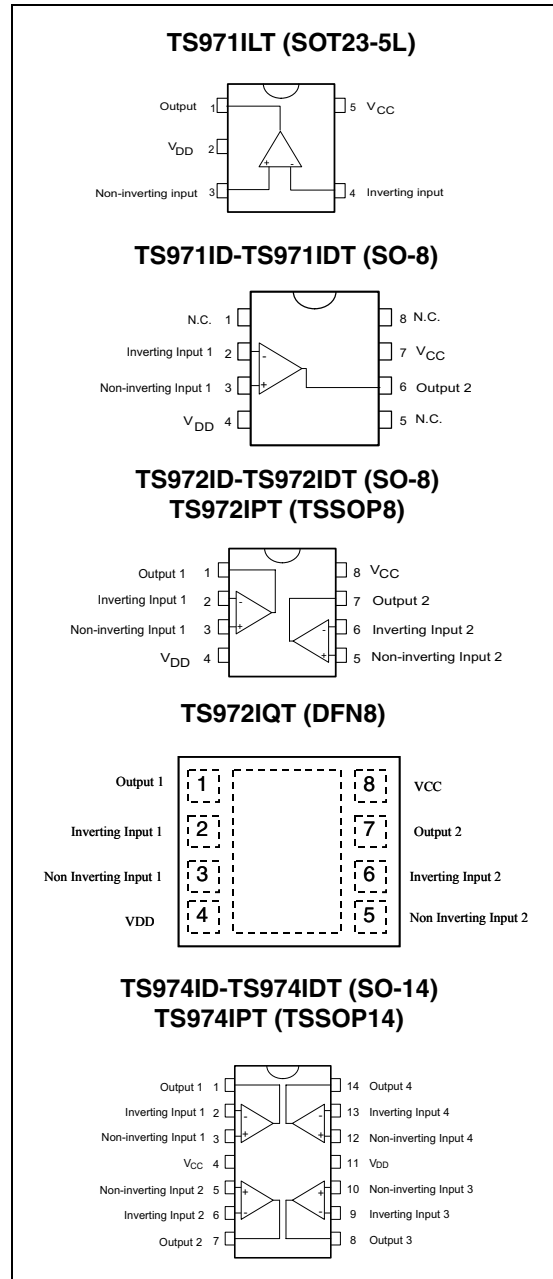 TS971ILT (SOT23-5L)
Output 1
5 VCC
VDD 2
+ -
Non-inverting input 3
4 Inverting input
TS971ID-TS971IDT (SO-8)
N.C. 1
8 N.C.
Inverting Input 1 2 -
7 VCC
Non-inverting Input 1 3 +
6 Output 2
VDD 4
5 N.C.
TS972ID-TS972IDT (SO-8)
TS972IPT (TSSOP8)
Output 1 1
8 VCC
Inverting Input 1 2 -
7 Output 2
Non-inverting Input 1 3 +
- 6 Inverting Input 2
VDD 4
+ 5 Non-inverting Input 2
TS972IQT (DFN8)
Output 1 1
8 VCC
Inverting Input 1 2
7 Output 2
Non Inverting Input 1 3
6 Inverting Input 2
VDD 4
5 Non Inverting Input 2
TS974ID-TS974IDT (SO-14)
TS974IPT (TSSOP14)
Output 1 1
14 Output 4
Inverting Input 1 2 -
- 13 Inverting Input 4
Non-inverting Input 1 3 +
+ 12 Non-inverting Input 4
VCC 4
11 VDD
Non-inverting Input 2 5 +
+ 10 Non-inverting Input 3
Inverting Input 2 6 -
- 9 Inverting Input 3
Output 2 7
8 Output 3